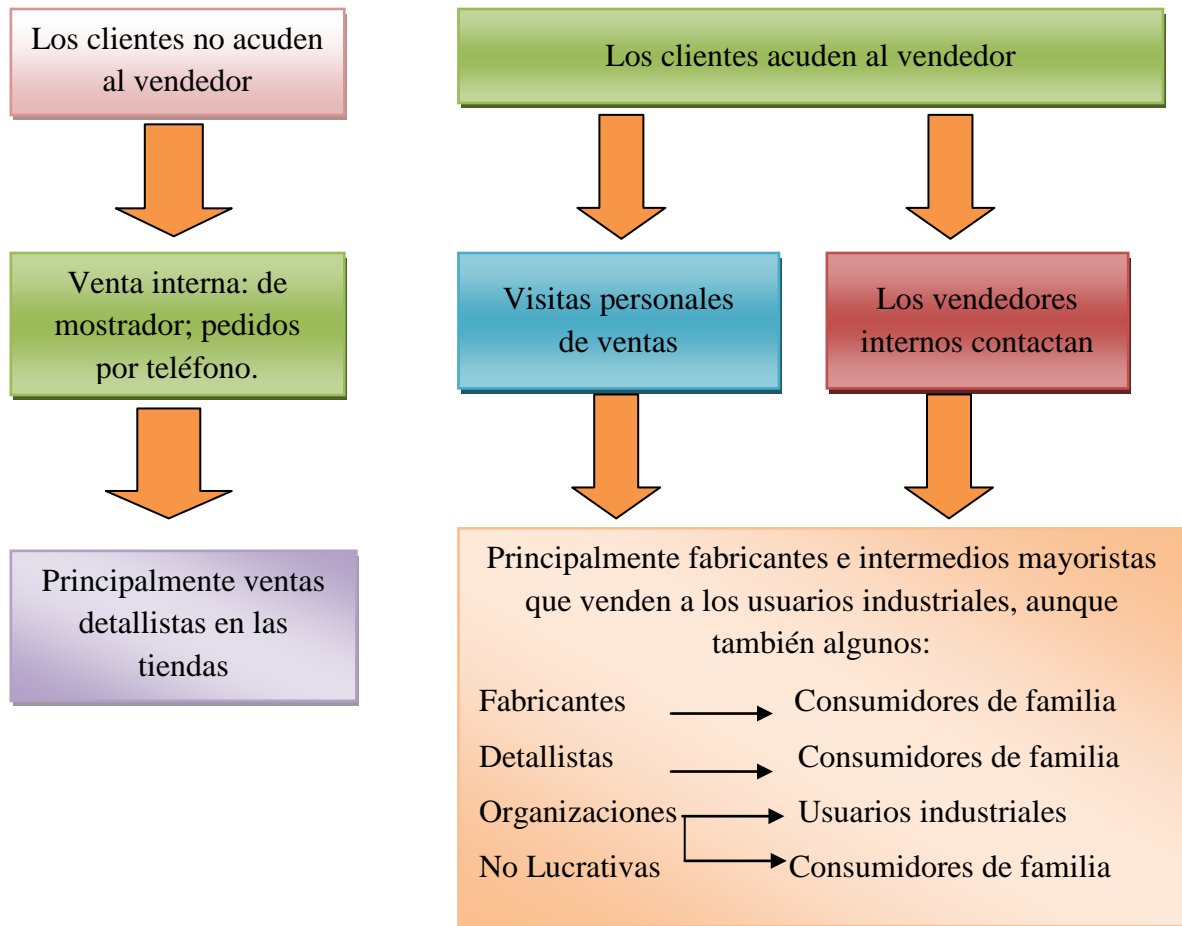 Los clientes no acuden
al vendedor
Los clientes acuden al vendedor
Venta interna: de
mostrador; pedidos
por teléfono.
Visitas personales
de ventas
Los vendedores
internos contactan
Principalmente ventas
detallistas en las
tiendas
Principalmente fabricantes e intermedios mayoristas
que venden a los usuarios industriales, aunque
también algunos:
Fabricantes Consumidores de familia
Detallistas Consumidores de familia
Organizaciones Usuarios industriales
No Lucrativas Consumidores de familia